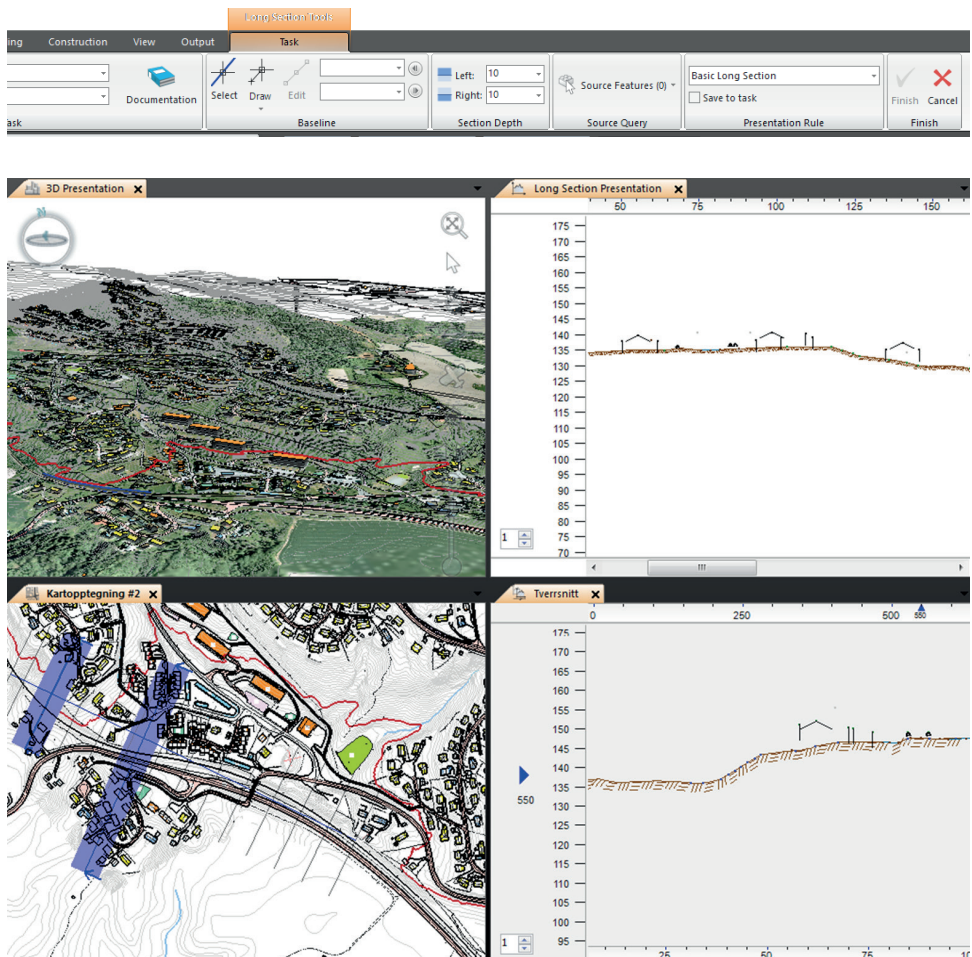 Long Section Tools
ing Construction View Output Task
Documentation
Select Draw Edit
Left: 10
Right: 10
Source Features (0)
Basic Long Section
Save to task
Finish Cancel
ask Baseline Section Depth Source Query Presentation Rule Finish
3D Presentation
N
Long Section Presentation
50 75 100 125 150
175
170
165
160
155
150
145
140
135
130
125
120
115
110
105
100
95
90
85
80
75
70
1
Kartopptegning #2
Tverrsnitt
0 250 500 550
175
170
165
160
155
150
145
140
135
130
125
120
115
110
105
100
95
550
1
25 50 75 10